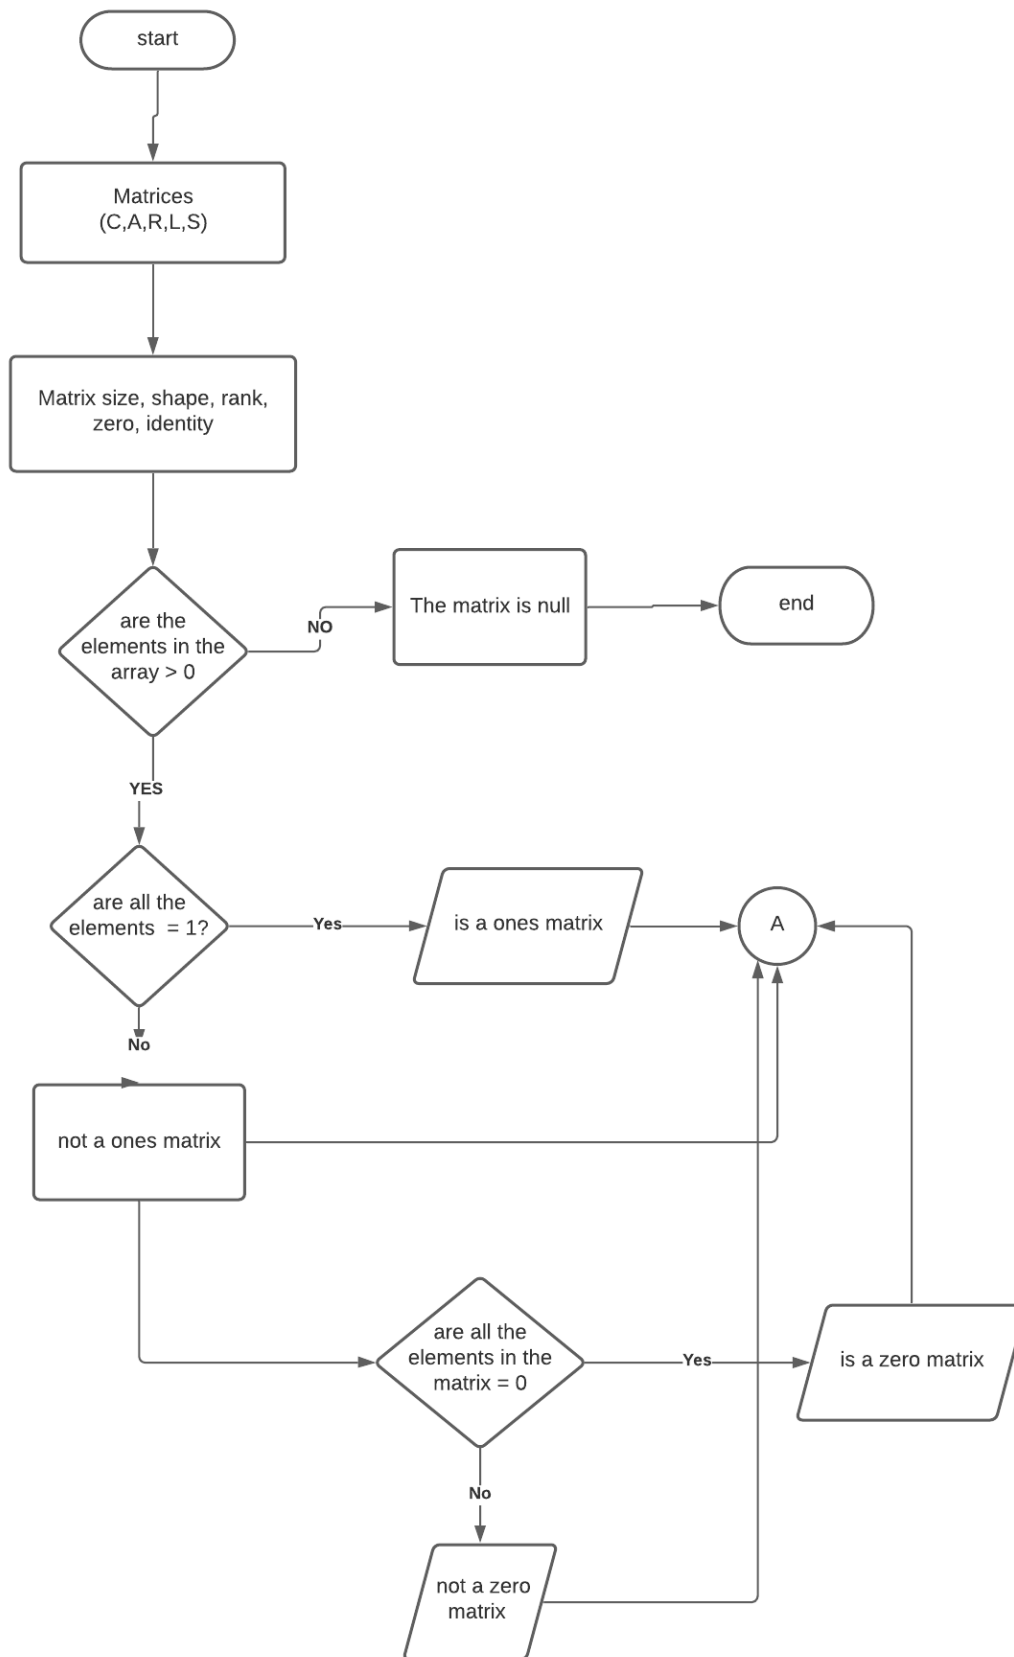 start
Matrices
(C,A,R,L,S)
Matrix size, shape, rank,
zero, identity
are the
elements in the
array > 0
NO
The matrix is null
end
YES
are all the
elements = 1?
Yes
is a ones matrix
A
No
not a ones matrix
are all the
elements in the
matrix = 0
Yes
is a zero matrix
No
not a zero
matrix